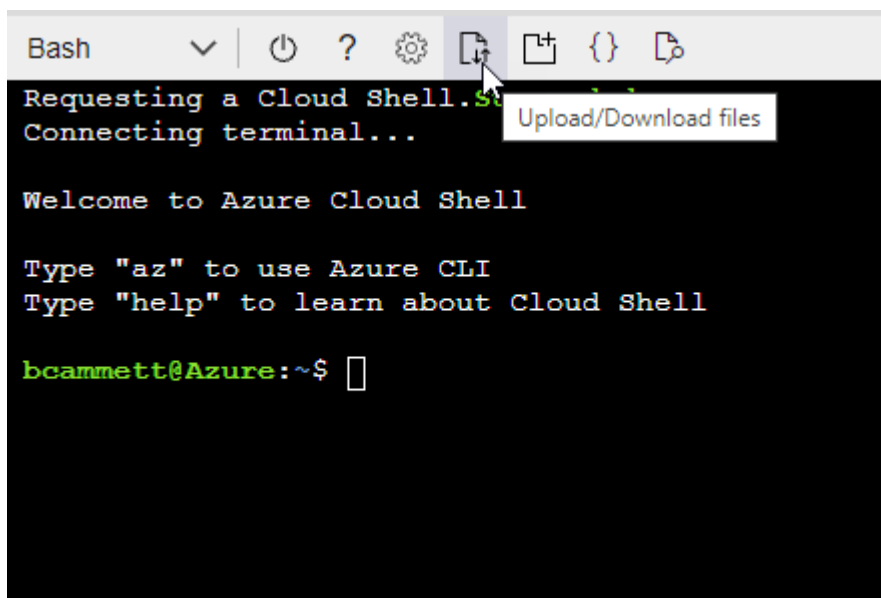 Bash ? {}
Requesting a Cloud Shell.
Upload/Download files
Connecting terminal...
Welcome to Azure Cloud Shell
Type "az" to use Azure CLI
Type "help" to learn about Cloud Shell
bcammett@Azure:~$